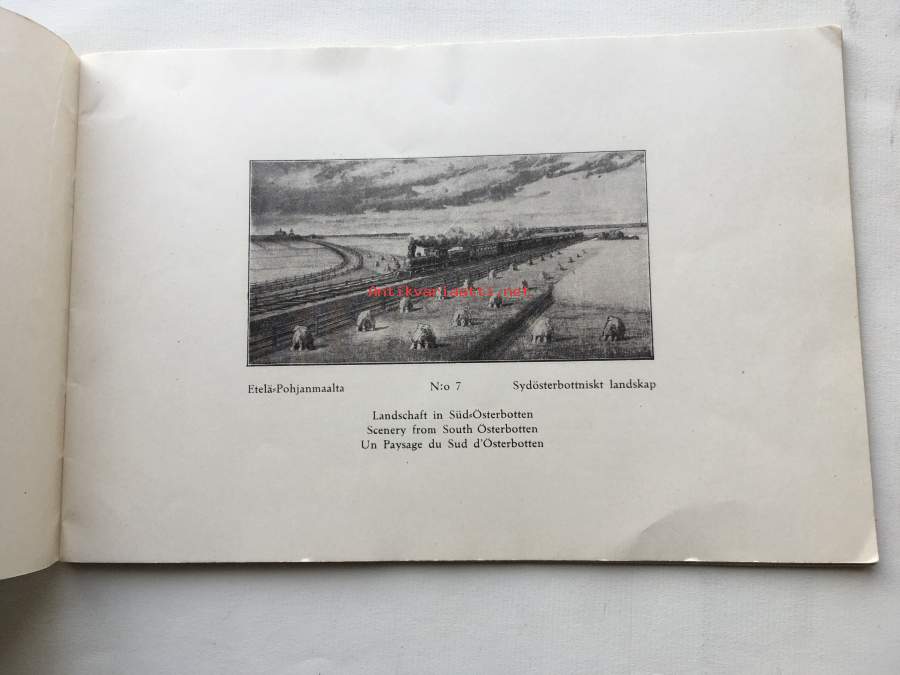 Antikvariaatti.net
Etelä-Pohjanmaalta N:o 7 Sydösterbottniskt landskap
Landschaft in Süd-Österbotten
Scenery from South Österbotten
Un Paysage du Sud d'Österbotten